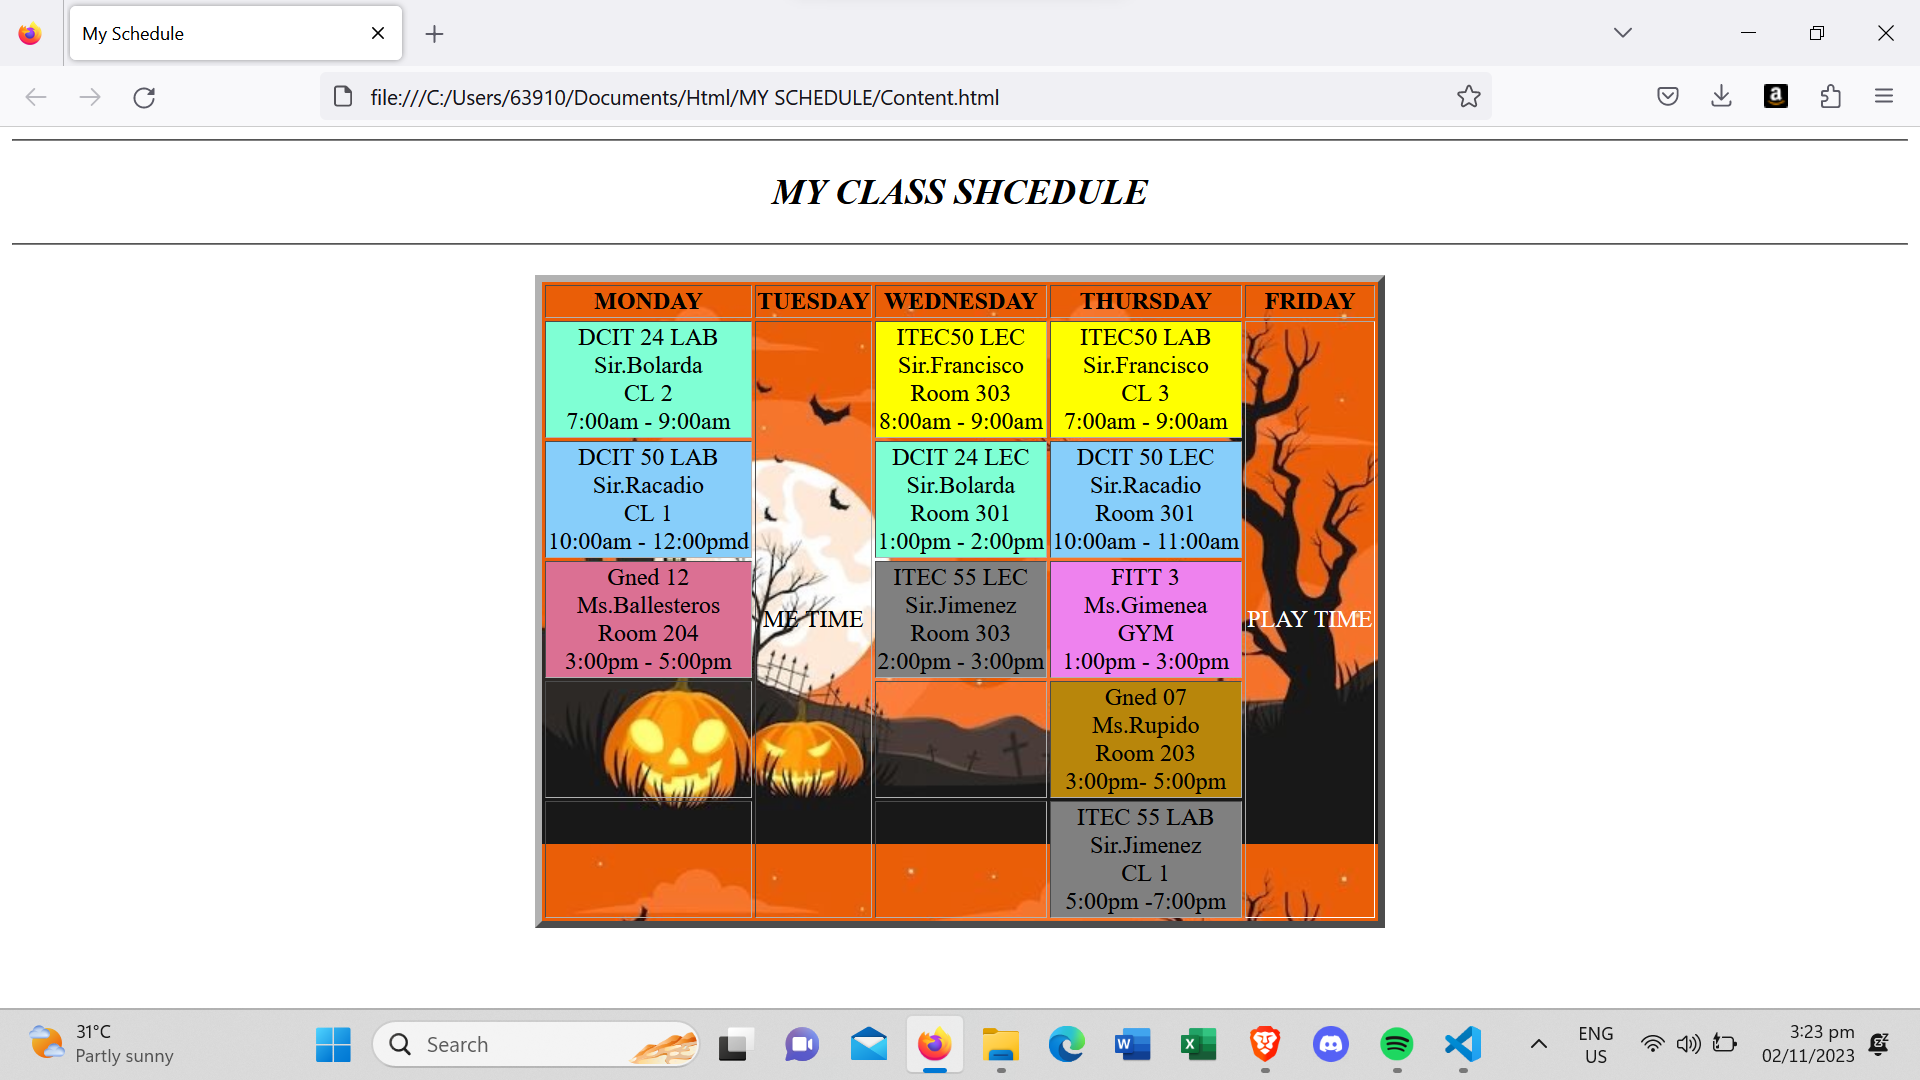 My Schedule
file:///C:/Users/63910/Documents/Html/MY SCHEDULE/Content.html
a
MY CLASS SHCEDULE
MONDAY
TUESDAY
WEDNESDAY
THURSDAY
FRIDAY
DCIT 24 LAB
Sir.Bolarda
CL 2
7:00am - 9:00am
ITEC50 LEC
Sir.Francisco
Room 303
8:00am - 9:00am
ITEC50 LAB
Sir.Francisco
CL 3
7:00am - 9:00am
DCIT 50 LAB
Sir.Racadio
CL 1
10:00am - 12:00pmd
DCIT 24 LEC
Sir.Bolarda
Room 301
1:00pm - 2:00pm
DCIT 50 LEC
Sir.Racadio
Room 301
10:00am - 11:00am
Gned 12
Ms.Ballesteros
Room 204
3:00pm - 5:00pm
ME TIME
ITEC 55 LEC
Sir.Jimenez
Room 303
2:00pm - 3:00pm
FITT 3
Ms.Gimenea
GYM
1:00pm - 3:00pm
PLAY TIME
Gned 07
Ms.Rupido
Room 203
3:00pm- 5:00pm
ITEC 55 LAB
Sir.Jimenez
CL 1
5:00pm -7:00pm
31°C
Partly sunny
Search
W
X
ENG
US
3:23 pm
02/11/2023